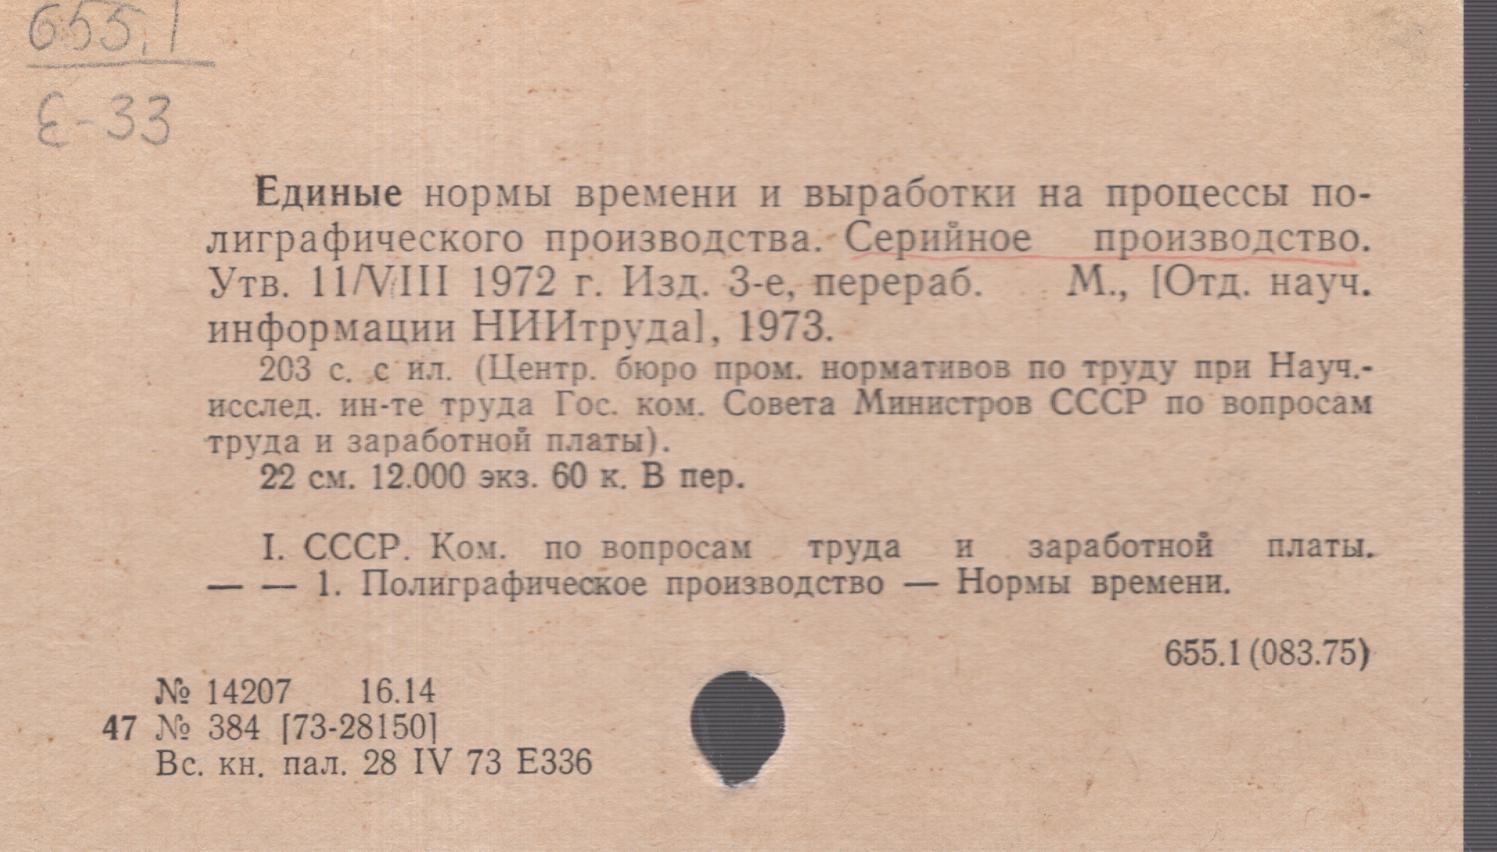 655.1
Е-33
Единые нормы времени и выработки на процессы по-
лиграфического производства. Серийное производство.
Утв. 11/VIII 1972 г. Изд. 3-е, перераб. М., [Отд. науч.
информации НИИтруда], 1973.
203 с. с ил. (Центр. бюро пром. нормативов по труду при Науч.-
исслед. ин-те труда Гос. ком. Совета Министров СССР по вопросам
труда и заработной платы).
22 см. 12.000 экз. 60 к. В пер.
I. СССР. Ком. по вопросам труда и заработной платы.
— — 1. Полиграфическое производство — Нормы времени.
655.1(083.75)
№ 14207 16.14
47 № 384 [73-28150]
Вс. кн. пал. 28 IV 73 Е336